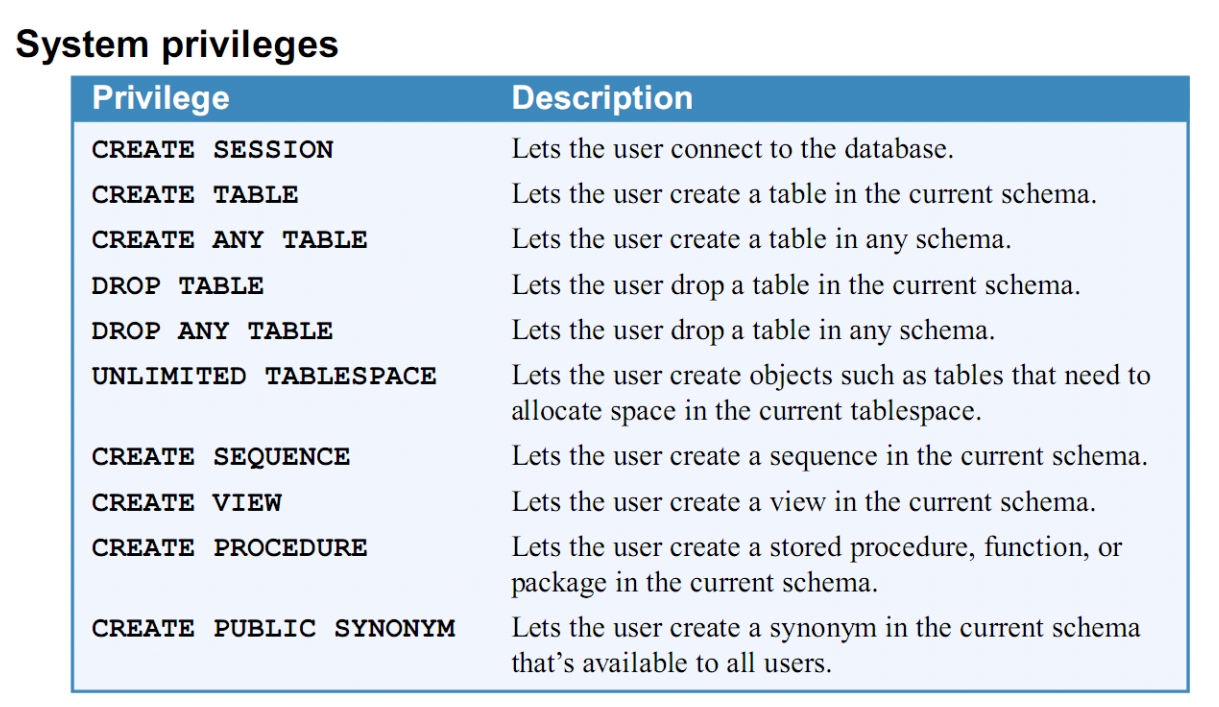 System privileges
Privilege Description
CREATE SESSION Lets the user connect to the database.
CREATE TABLE Lets the user create a table in the current schema.
CREATE ANY TABLE Lets the user create a table in any schema.
DROP TABLE Lets the user drop a table in the current schema.
DROP ANY TABLE Lets the user drop a table in any schema.
UNLIMITED TABLESPACE Lets the user create objects such as tables that need to
allocate space in the current tablespace.
CREATE SEQUENCE Lets the user create a sequence in the current schema.
CREATE VIEW Lets the user create a view in the current schema.
CREATE PROCEDURE Lets the user create a stored procedure, function, or
package in the current schema.
CREATE PUBLIC SYNONYM Lets the user create a synonym in the current schema
that’s available to all users.